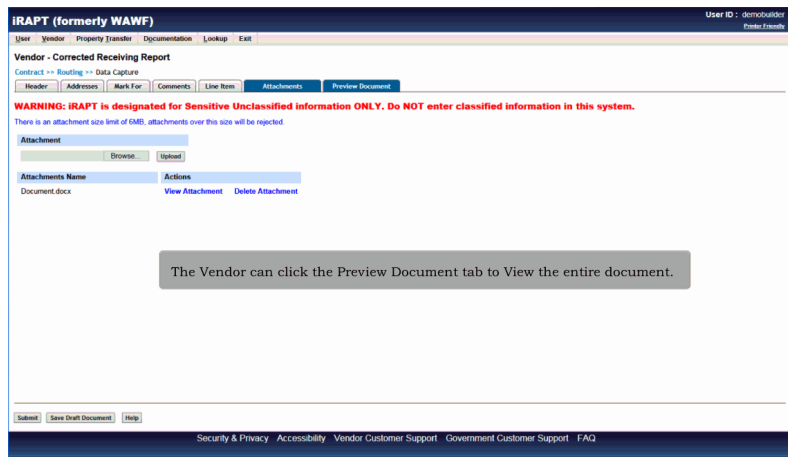 iRAPT (formerly WAWF)
User ID : demobuilder
Printer Friendly
User Vendor Property Transfer Documentation Lookup Exit
Vendor - Corrected Receiving Report
Contract >> Routing >> Data Capture
Header Addresses Mark For Comments Line Item Attachments Preview Document
WARNING: iRAPT is designated for Sensitive Unclassified information ONLY. Do NOT enter classified information in this system.
There is an attachment size limit of 6MB, attachments over this size will be rejected.
Attachment
Browse... Upload
Attachments Name Actions
Document.docx View Attachment Delete Attachment
The Vendor can click the Preview Document tab to View the entire document.
Submit Save Draft Document Help
Security & Privacy Accessibility Vendor Customer Support Government Customer Support FAQ